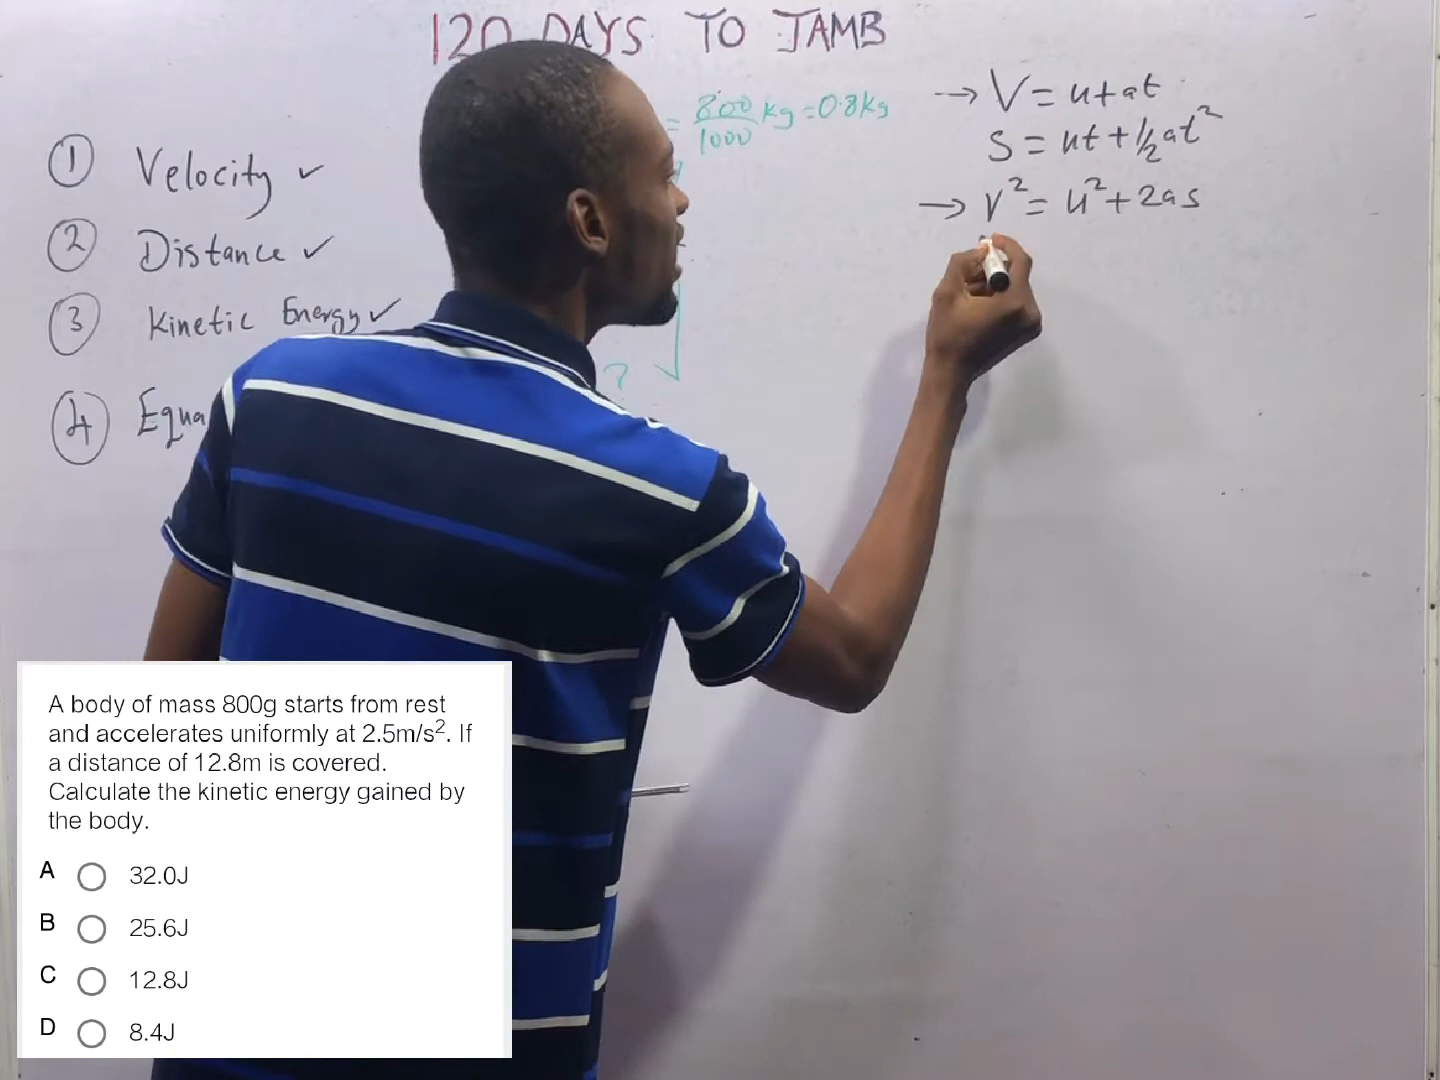 120 DAYS TO JAMB
① Velocity ✓
② Distance ✓
③ Kinetic Energy ✓
④ Equa
= 800/1000 kg = 0.8kg
?
→ V = u+at
S = ut + ½at²
→ V² = u² + 2as
A body of mass 800g starts from rest
and accelerates uniformly at 2.5m/s². If
a distance of 12.8m is covered.
Calculate the kinetic energy gained by
the body.
A 32.0J
B 25.6J
C 12.8J
D 8.4J